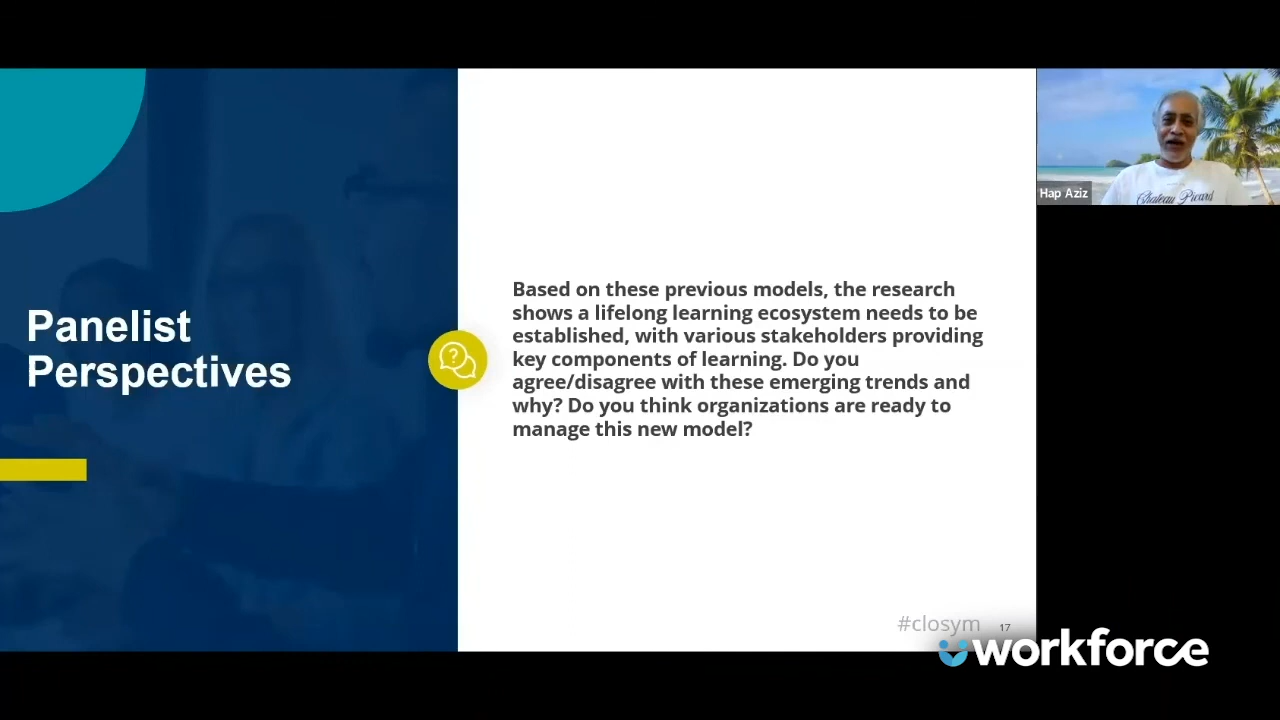 Panelist
Perspectives
Based on these previous models, the research
shows a lifelong learning ecosystem needs to be
established, with various stakeholders providing
key components of learning. Do you
agree/disagree with these emerging trends and
why? Do you think organizations are ready to
manage this new model?
?
Hap Aziz
Chateau Picard
#closym 17
workforce